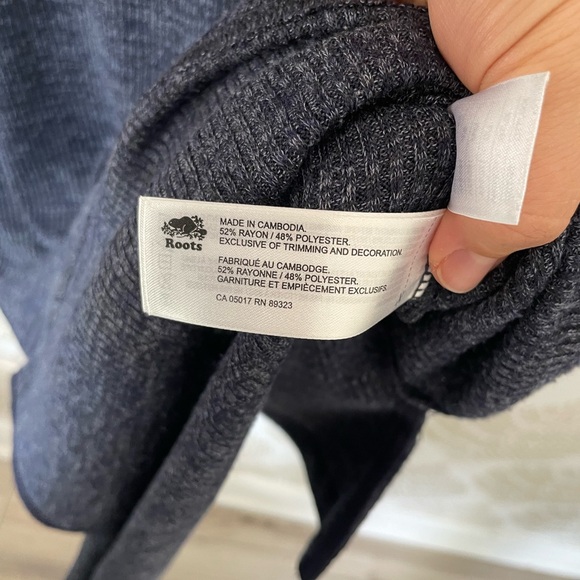 Roots
MADE IN CAMBODIA.
52% RAYON / 48% POLYESTER.
EXCLUSIVE OF TRIMMING AND DECORATION.
FABRIQUÉ AU CAMBODGE.
52% RAYONNE / 48% POLYESTER.
GARNITURE ET EMPIÈCEMENT EXCLUSIFS.
CA 05017 RN 89323